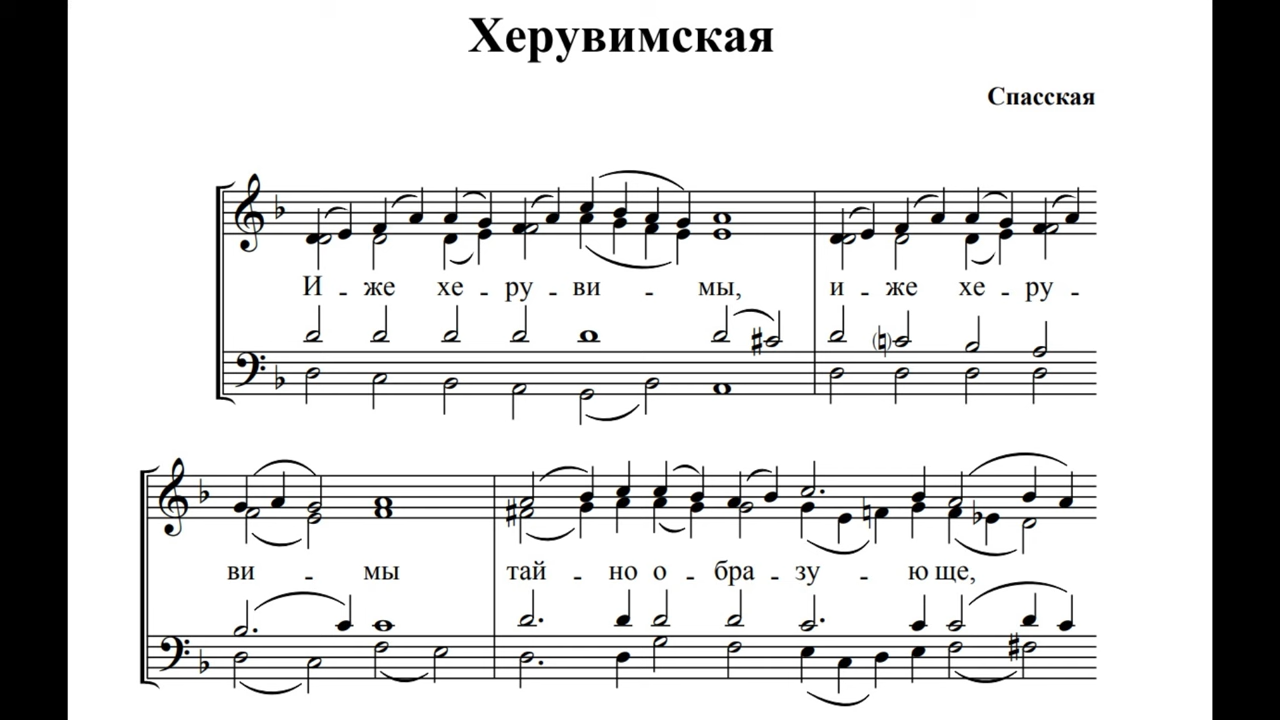 Херувимская
Спасская
И - же хе - ру - ви - мы, и - же хе - ру -
ви - мы тай - но о - бра - зу - ю ще,